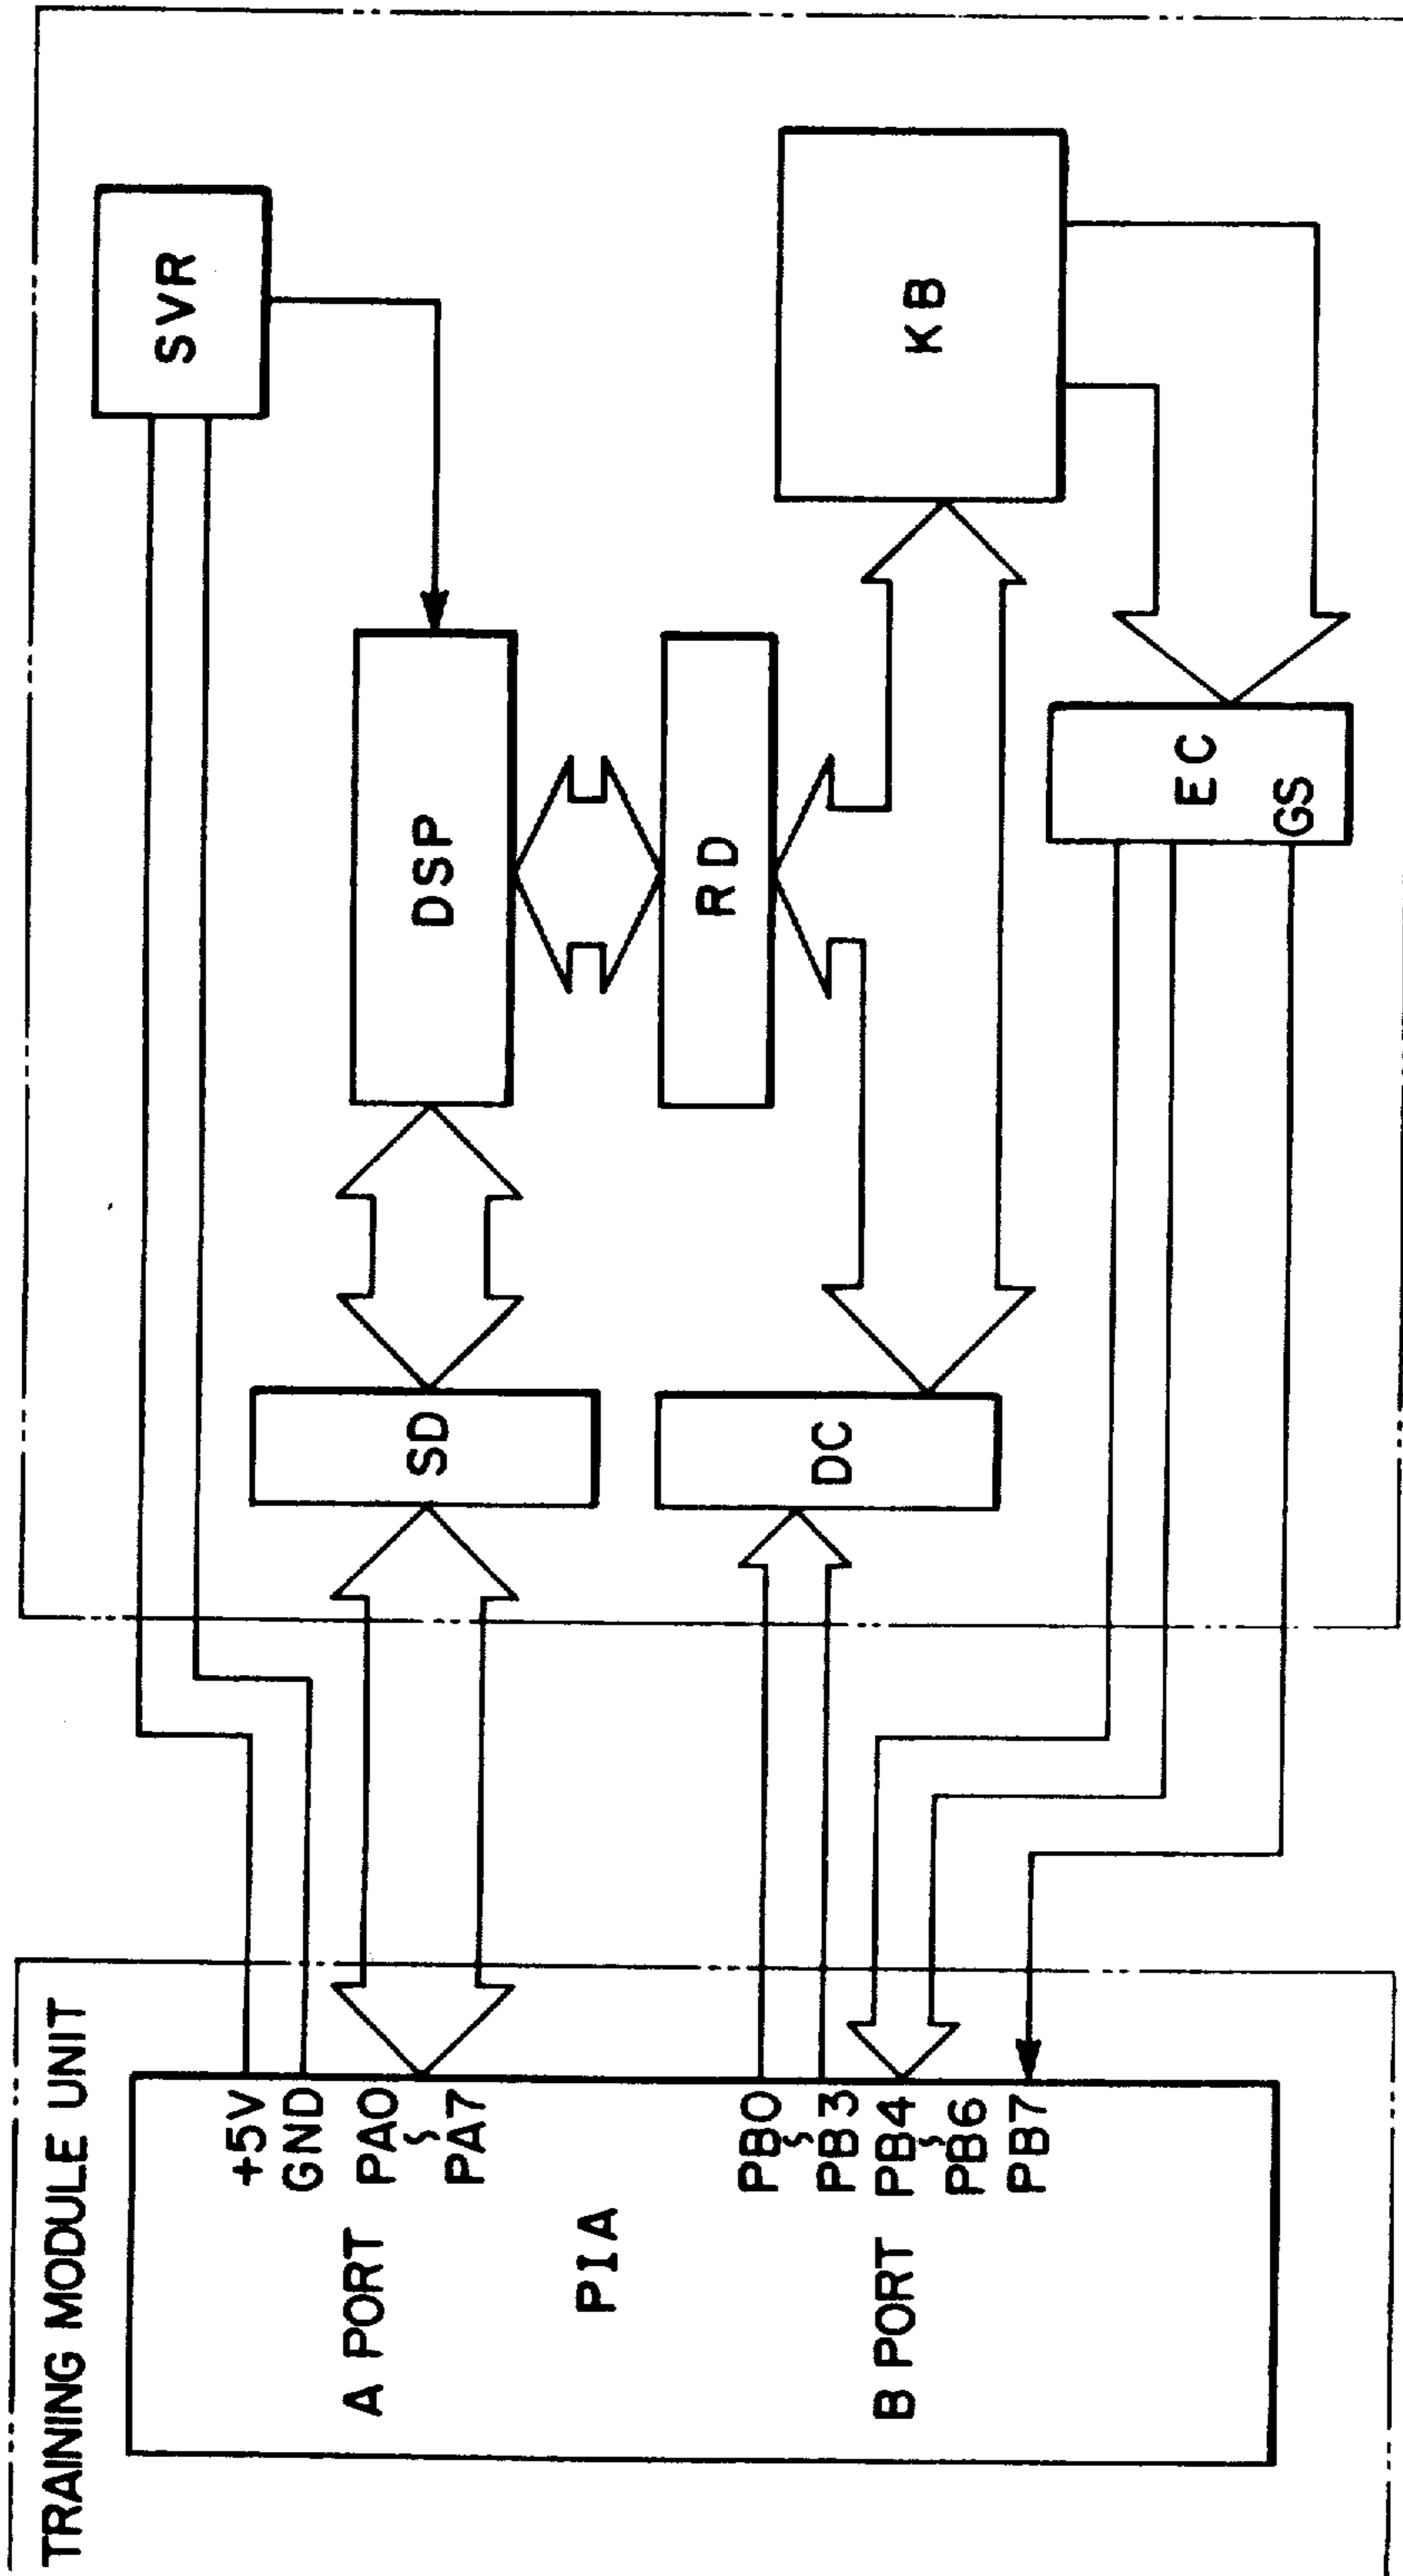 TRAINING MODULE UNIT
+5V
GND
A PORT
PA0
~
PA7
PIA
PB0
~
PB3
B PORT
PB4
~
PB6
PB7
SVR
SD
DSP
RD
DC
KB
EC
GS